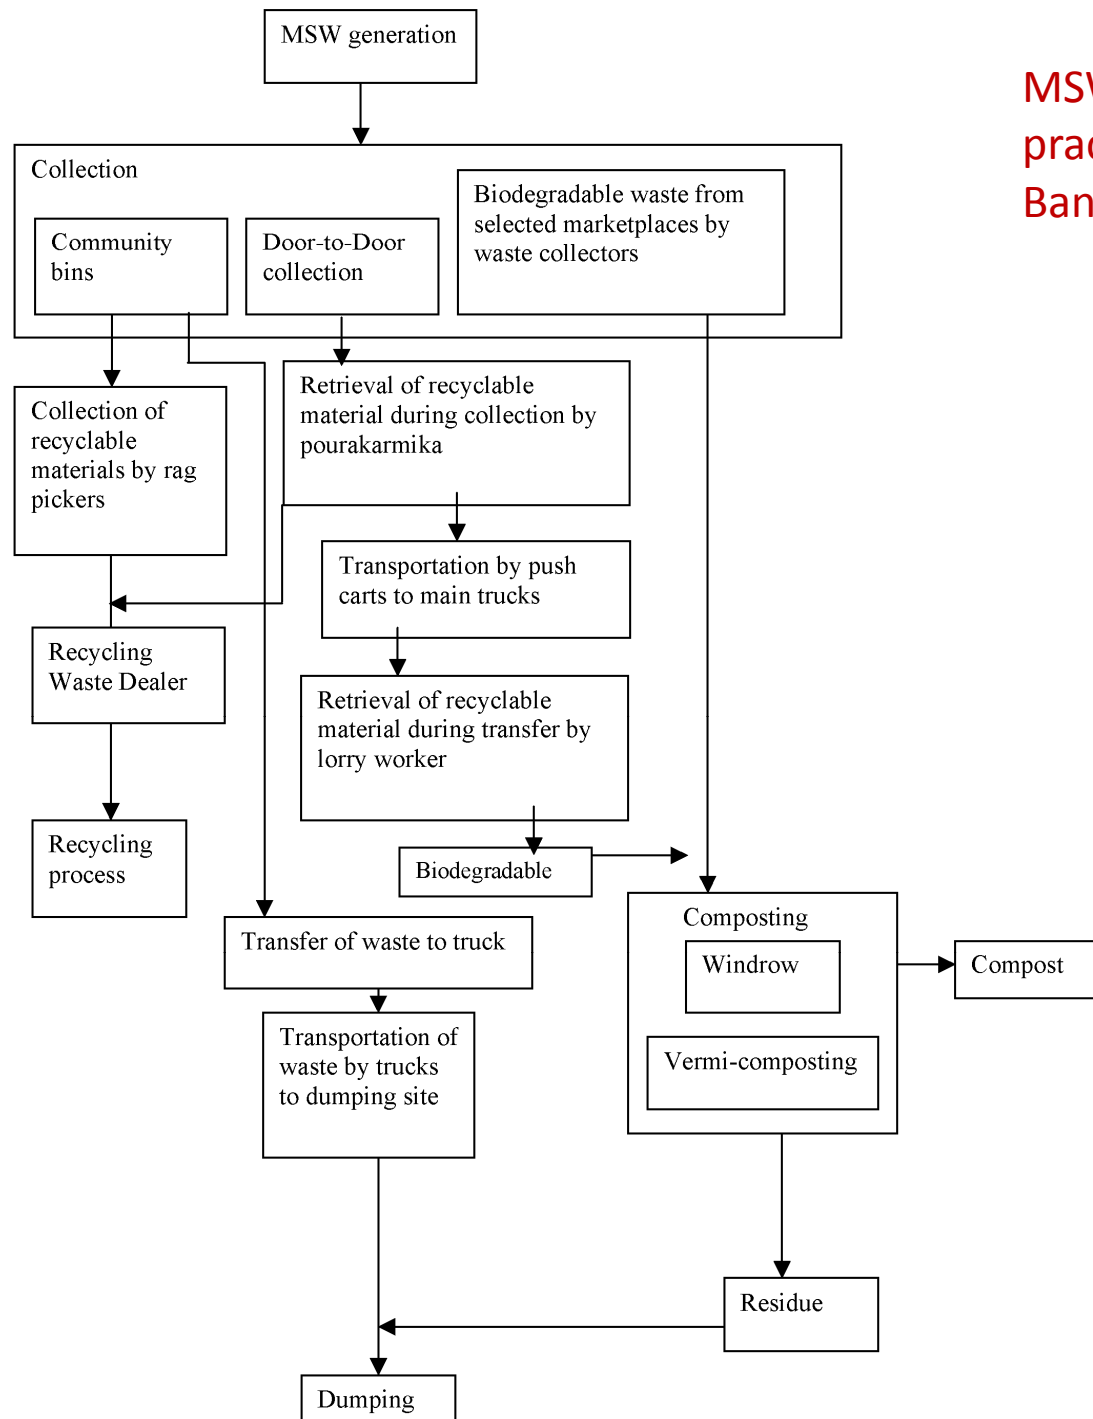 MSW generation
Collection
Community
bins
Door-to-Door
collection
Biodegradable waste from
selected marketplaces by
waste collectors
Collection of
recyclable
materials by rag
pickers
Retrieval of recyclable
material during collection by
pourakarmika
Transportation by push
carts to main trucks
Recycling
Waste Dealer
Retrieval of recyclable
material during transfer by
lorry worker
Recycling
process
Biodegradable
Transfer of waste to truck
Composting
Windrow
Vermi-composting
Compost
Transportation of
waste by trucks
to dumping site
Residue
Dumping